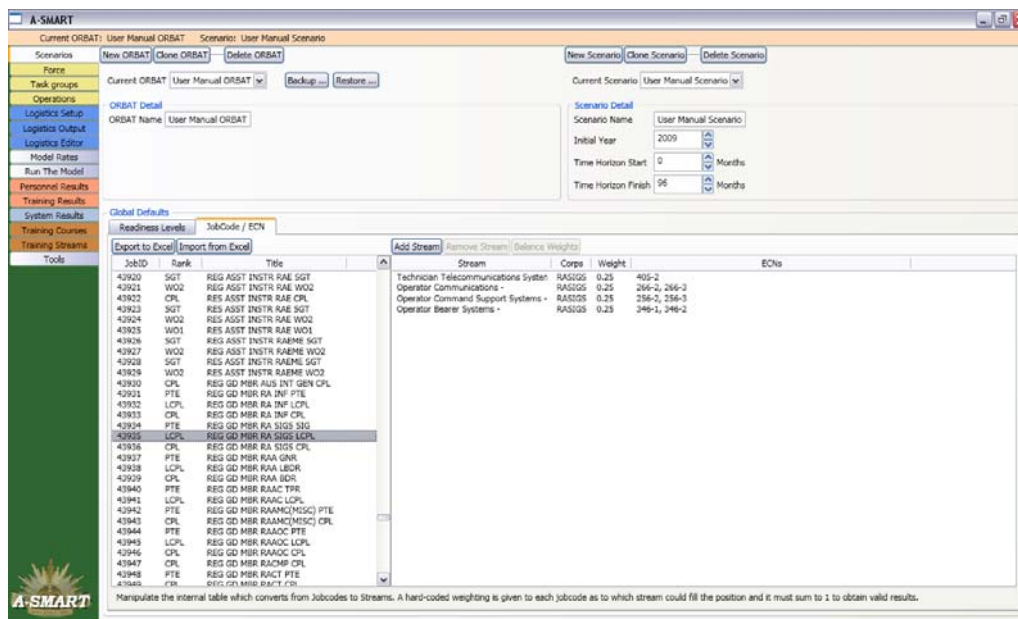 A-SMART
Current ORBAT: User Manual ORBAT Scenario: User Manual Scenario
Scenarios
Force
Task groups
Operations
Logistics Setup
Logistics Output
Logistics Editor
Model Rates
Run The Model
Personnel Results
Training Results
System Results
Training Courses
Training Streams
Tools
A-SMART
New ORBAT Clone ORBAT Delete ORBAT
Current ORBAT User Manual ORBAT Backup ... Restore ...
ORBAT Detail
ORBAT Name User Manual ORBAT
New Scenario Clone Scenario Delete Scenario
Current Scenario User Manual Scenario
Scenario Detail
Scenario Name User Manual Scenario
Initial Year 2009
Time Horizon Start 0 Months
Time Horizon Finish 96 Months
Global Defaults
Readiness Levels JobCode / ECN
Export to Excel Import from Excel
JobID Rank Title
43920 SGT REG ASST INSTR RAE SGT
43921 WO2 REG ASST INSTR RAE WO2
43922 CPL RES ASST INSTR RAE CPL
43923 SGT RES ASST INSTR RAE SGT
43924 WO2 RES ASST INSTR RAE WO2
43925 WO1 RES ASST INSTR RAE WO1
43926 SGT REG ASST INSTR RAEME SGT
43927 WO2 REG ASST INSTR RAEME WO2
43928 SGT RES ASST INSTR RAEME SGT
43929 WO2 RES ASST INSTR RAEME WO2
43930 CPL REG GD MBR AUS INT GEN CPL
43931 PTE REG GD MBR RA INF PTE
43932 LCPL REG GD MBR RA INF LCPL
43933 CPL REG GD MBR RA INF CPL
43934 PTE REG GD MBR RA SIGS SIG
43935 LCPL REG GD MBR RA SIGS LCPL
43936 CPL REG GD MBR RA SIGS CPL
43937 PTE REG GD MBR RAA GNR
43938 LCPL REG GD MBR RAA LBDR
43939 CPL REG GD MBR RAA BDR
43940 PTE REG GD MBR RAAC TPR
43941 LCPL REG GD MBR RAAC LCPL
43942 PTE REG GD MBR RAAMC(MISC) PTE
43943 CPL REG GD MBR RAAMC(MISC) CPL
43944 PTE REG GD MBR RAAOC PTE
43945 LCPL REG GD MBR RAAOC LCPL
43946 CPL REG GD MBR RAAOC CPL
43947 CPL REG GD MBR RACMP CPL
43948 PTE REG GD MBR RACT PTE
43949 CPL REG GD MBR RACT CPL
Add Stream Remove Stream Balance Weights
Stream Corps Weight ECNs
Technician Telecommunications System RASIGS 0.25 405-2
Operator Communications - RASIGS 0.25 266-2, 266-3
Operator Command Support Systems - RASIGS 0.25 256-2, 256-3
Operator Bearer Systems - RASIGS 0.25 346-1, 346-2
Manipulate the internal table which converts from Jobcodes to Streams. A hard-coded weighting is given to each jobcode as to which stream could fill the position and it must sum to 1 to obtain valid results.